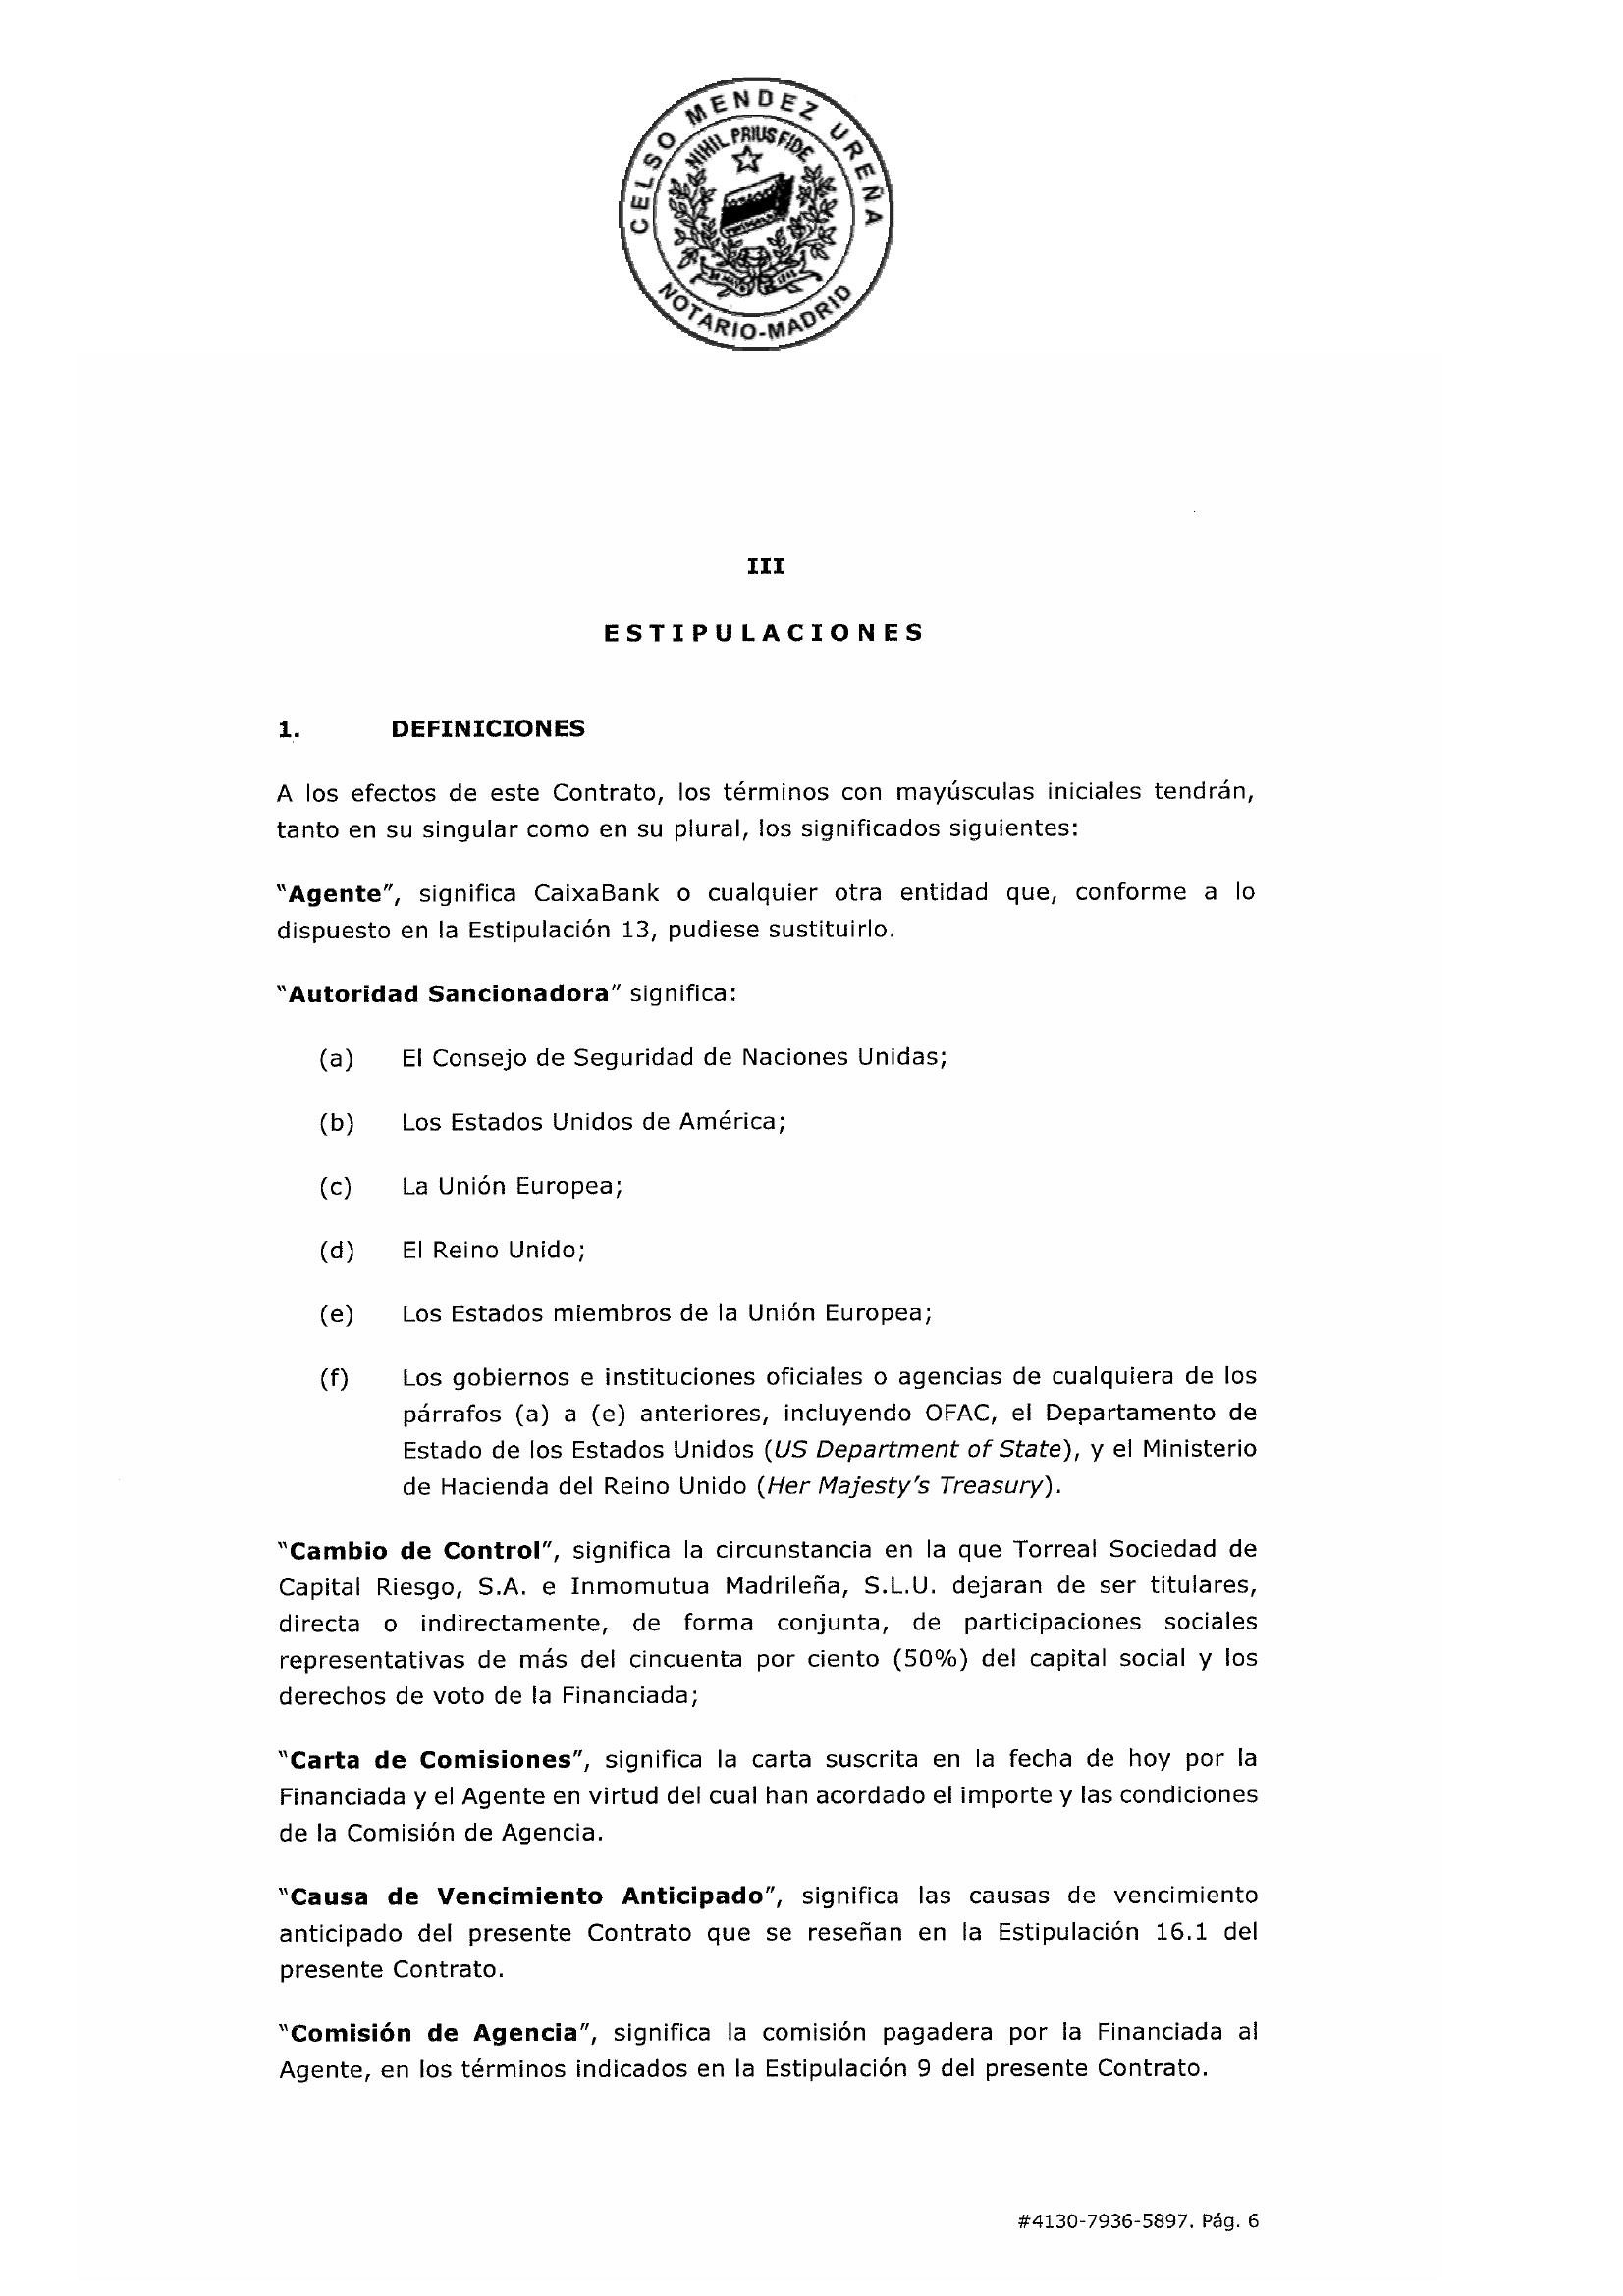 CELSO MENDEZ UREÑA
NIHIL PRIUS FIDE
NOTARIO-MADRID
III
ESTIPULACIONES
1. DEFINICIONES
A los efectos de este Contrato, los términos con mayúsculas iniciales tendrán,
tanto en su singular como en su plural, los significados siguientes:
"Agente", significa CaixaBank o cualquier otra entidad que, conforme a lo
dispuesto en la Estipulación 13, pudiese sustituirlo.
"Autoridad Sancionadora" significa:
(a) El Consejo de Seguridad de Naciones Unidas;
(b) Los Estados Unidos de América;
(c) La Unión Europea;
(d) El Reino Unido;
(e) Los Estados miembros de la Unión Europea;
(f) Los gobiernos e instituciones oficiales o agencias de cualquiera de los
párrafos (a) a (e) anteriores, incluyendo OFAC, el Departamento de
Estado de los Estados Unidos (US Department of State), y el Ministerio
de Hacienda del Reino Unido (Her Majesty's Treasury).
"Cambio de Control", significa la circunstancia en la que Torreal Sociedad de
Capital Riesgo, S.A. e Inmomutua Madrileña, S.L.U. dejaran de ser titulares,
directa o indirectamente, de forma conjunta, de participaciones sociales
representativas de más del cincuenta por ciento (50%) del capital social y los
derechos de voto de la Financiada;
"Carta de Comisiones", significa la carta suscrita en la fecha de hoy por la
Financiada y el Agente en virtud del cual han acordado el importe y las condiciones
de la Comisión de Agencia.
"Causa de Vencimiento Anticipado", significa las causas de vencimiento
anticipado del presente Contrato que se reseñan en la Estipulación 16.1 del
presente Contrato.
"Comisión de Agencia", significa la comisión pagadera por la Financiada al
Agente, en los términos indicados en la Estipulación 9 del presente Contrato.
#4130-7936-5897. Pág. 6